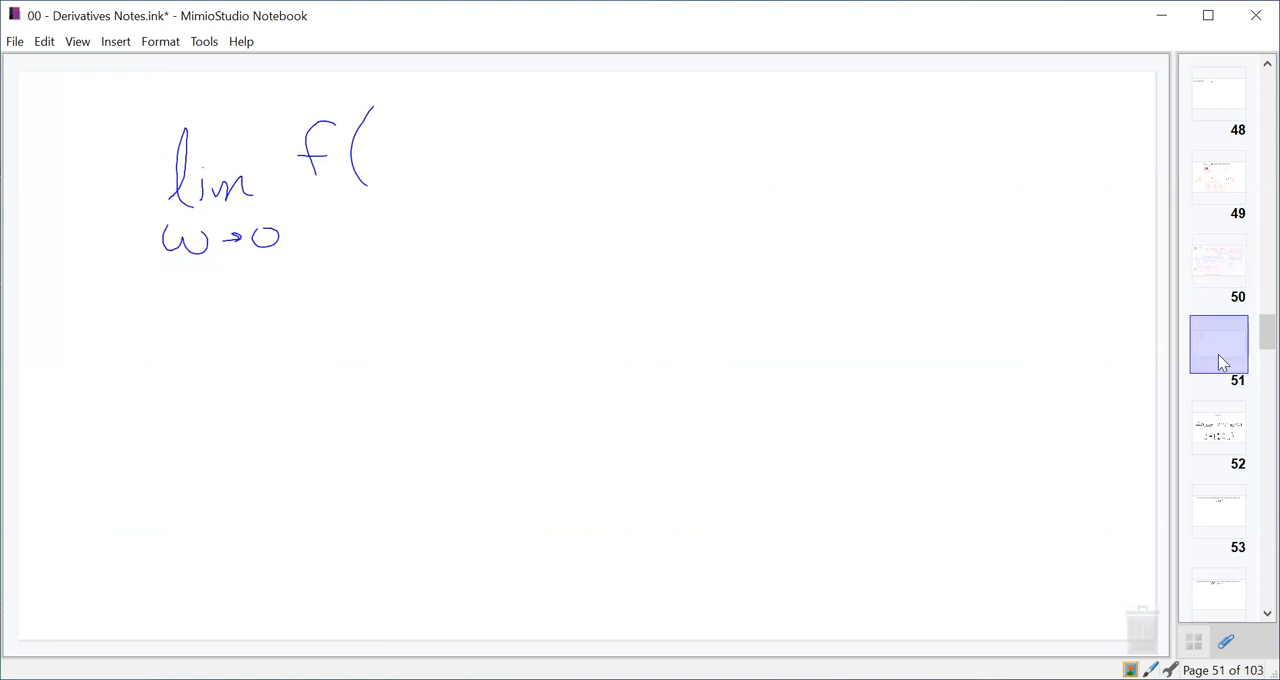 00 - Derivatives Notes.ink* - MimioStudio Notebook
File Edit View Insert Format Tools Help
lim f(
ω→0
48
49
50
51
52
53
Page 51 of 103